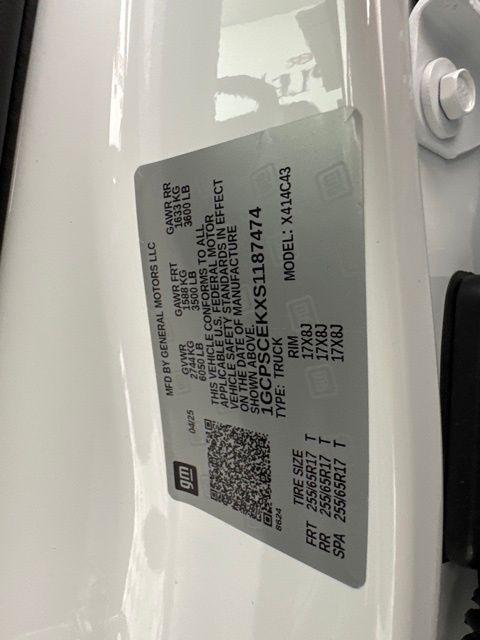 gm
MFD BY GENERAL MOTORS LLC
04/25
GVWR GAWR FRT GAWR RR
2744 KG 1588 KG 1633 KG
6050 LB 3500 LB 3600 LB
THIS VEHICLE CONFORMS TO ALL
APPLICABLE U.S. FEDERAL MOTOR
VEHICLE SAFETY STANDARDS IN EFFECT
ON THE DATE OF MANUFACTURE
SHOWN ABOVE.
1GCPSCEKXS1187474
TYPE: TRUCK MODEL: X414C43
8624
TIRE SIZE RIM
FRT 255/65R17 T 17X8J
RR 255/65R17 T 17X8J
SPA 255/65R17 T 17X8J